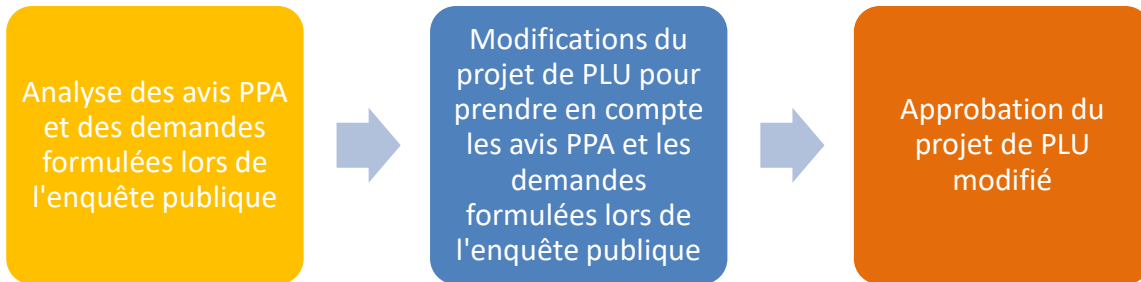 Analyse des avis PPA
et des demandes
formulées lors de
l'enquête publique
Modifications du
projet de PLU pour
prendre en compte
les avis PPA et les
demandes
formulées lors de
l'enquête publique
Approbation du
projet de PLU
modifié